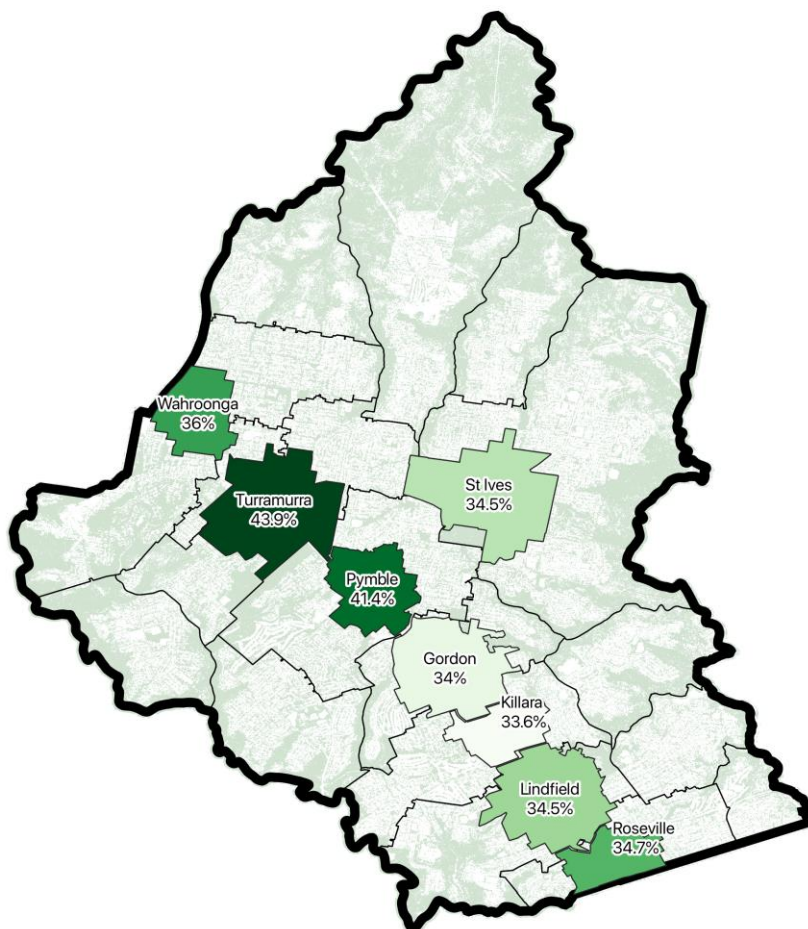 Wahroonga
36%
Turramurra
43.9%
St Ives
34.5%
Pymble
41.4%
Gordon
34%
Killara
33.6%
Lindfield
34.5%
Roseville
34.7%